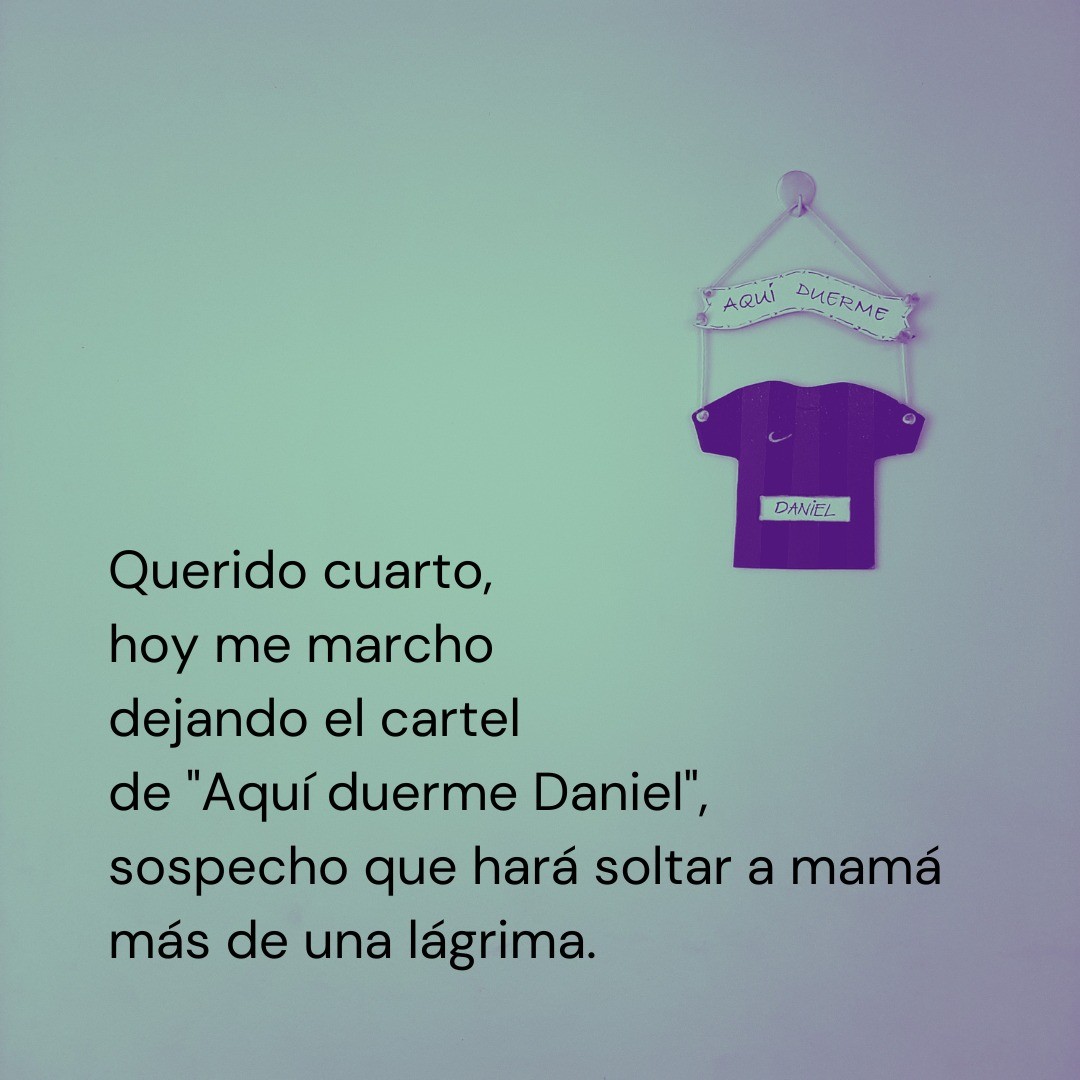 AQUÍ DUERME
DANIEL
Querido cuarto,
hoy me marcho
dejando el cartel
de "Aquí duerme Daniel",
sospecho que hará soltar a mamá
más de una lágrima.